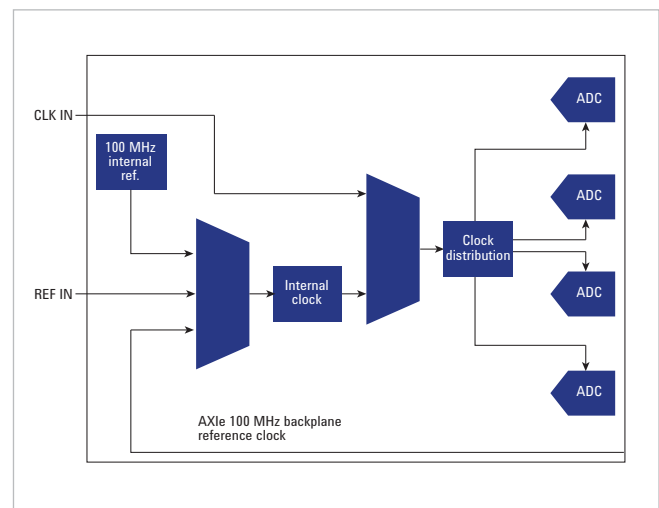 ADC
CLK IN
100 MHz
internal
ref.
ADC
Clock
distribution
REF IN
Internal
clock
ADC
ADC
AXIe 100 MHz backplane
reference clock